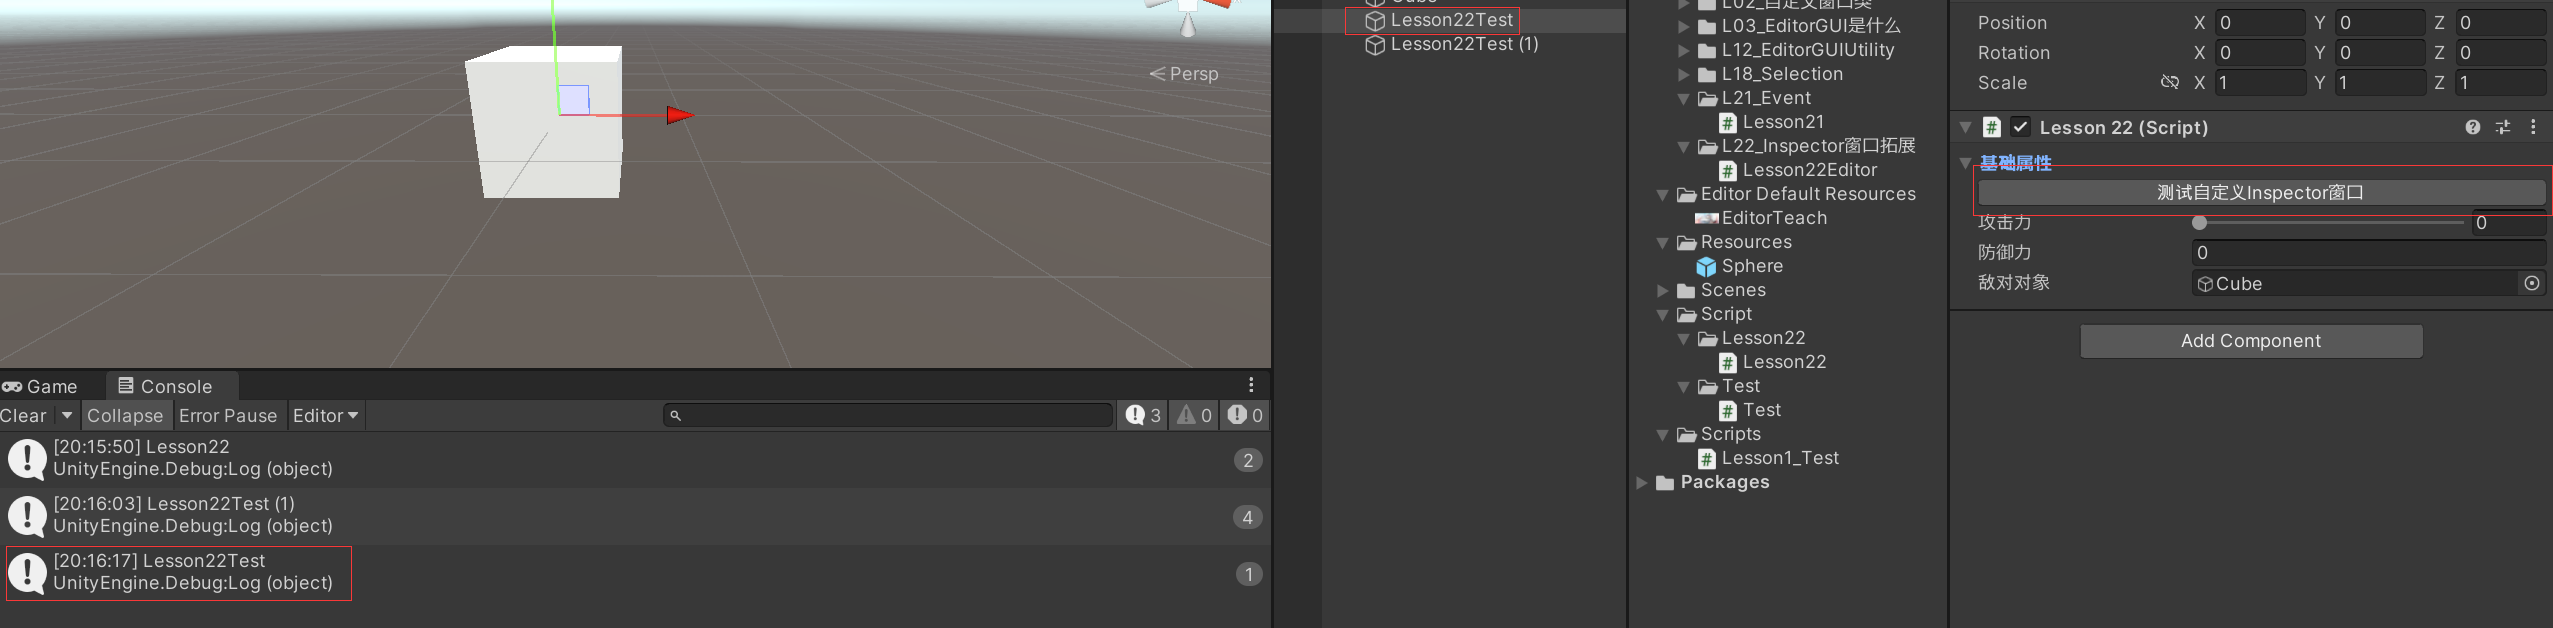 Persp
Game
Console
Clear
Collapse
Error Pause
Editor
3
0
0
[20:15:50] Lesson22
UnityEngine.Debug:Log (object)
2
[20:16:03] Lesson22Test (1)
UnityEngine.Debug:Log (object)
4
[20:16:17] Lesson22Test
UnityEngine.Debug:Log (object)
1
Cube
Lesson22Test
Lesson22Test (1)
L02_自定义窗口类
L03_EditorGUI是什么
L12_EditorGUIUtility
L18_Selection
L21_Event
Lesson21
L22_Inspector窗口拓展
Lesson22Editor
Editor Default Resources
EditorTeach
Resources
Sphere
Scenes
Script
Lesson22
Lesson22
Test
Test
Scripts
Lesson1_Test
Packages
Position X 0 Y 0 Z 0
Rotation X 0 Y 0 Z 0
Scale X 1 Y 1 Z 1
# Lesson 22 (Script)
基础属性
测试自定义Inspector窗口
攻击力 0
防御力 0
敌对对象 Cube
Add Component